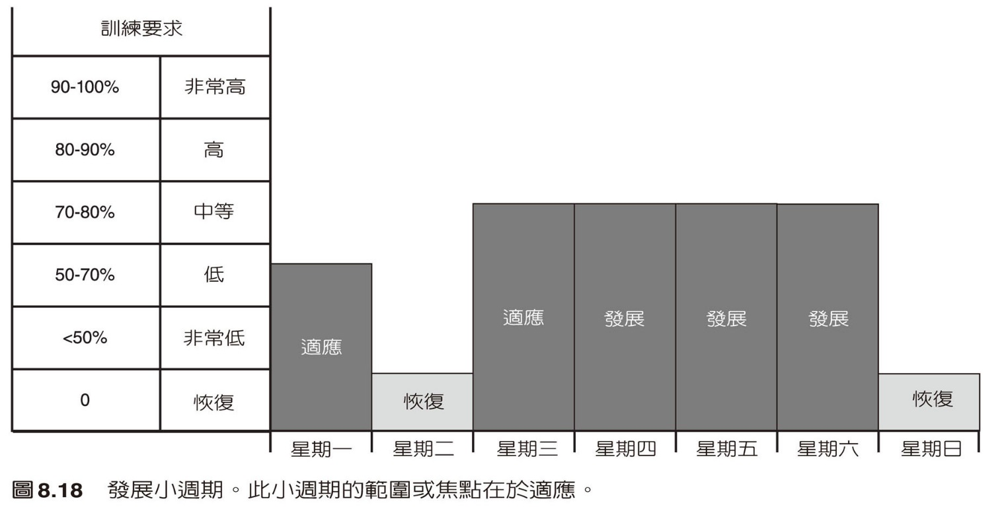 訓練要求
90-100% 非常高
80-90% 高
70-80% 中等
50-70% 低
<50% 非常低
0 恢復
適應
恢復
適應
發展
發展
發展
恢復
星期一 星期二 星期三 星期四 星期五 星期六 星期日
圖8.18 發展小週期。此小週期的範圍或焦點在於適應。